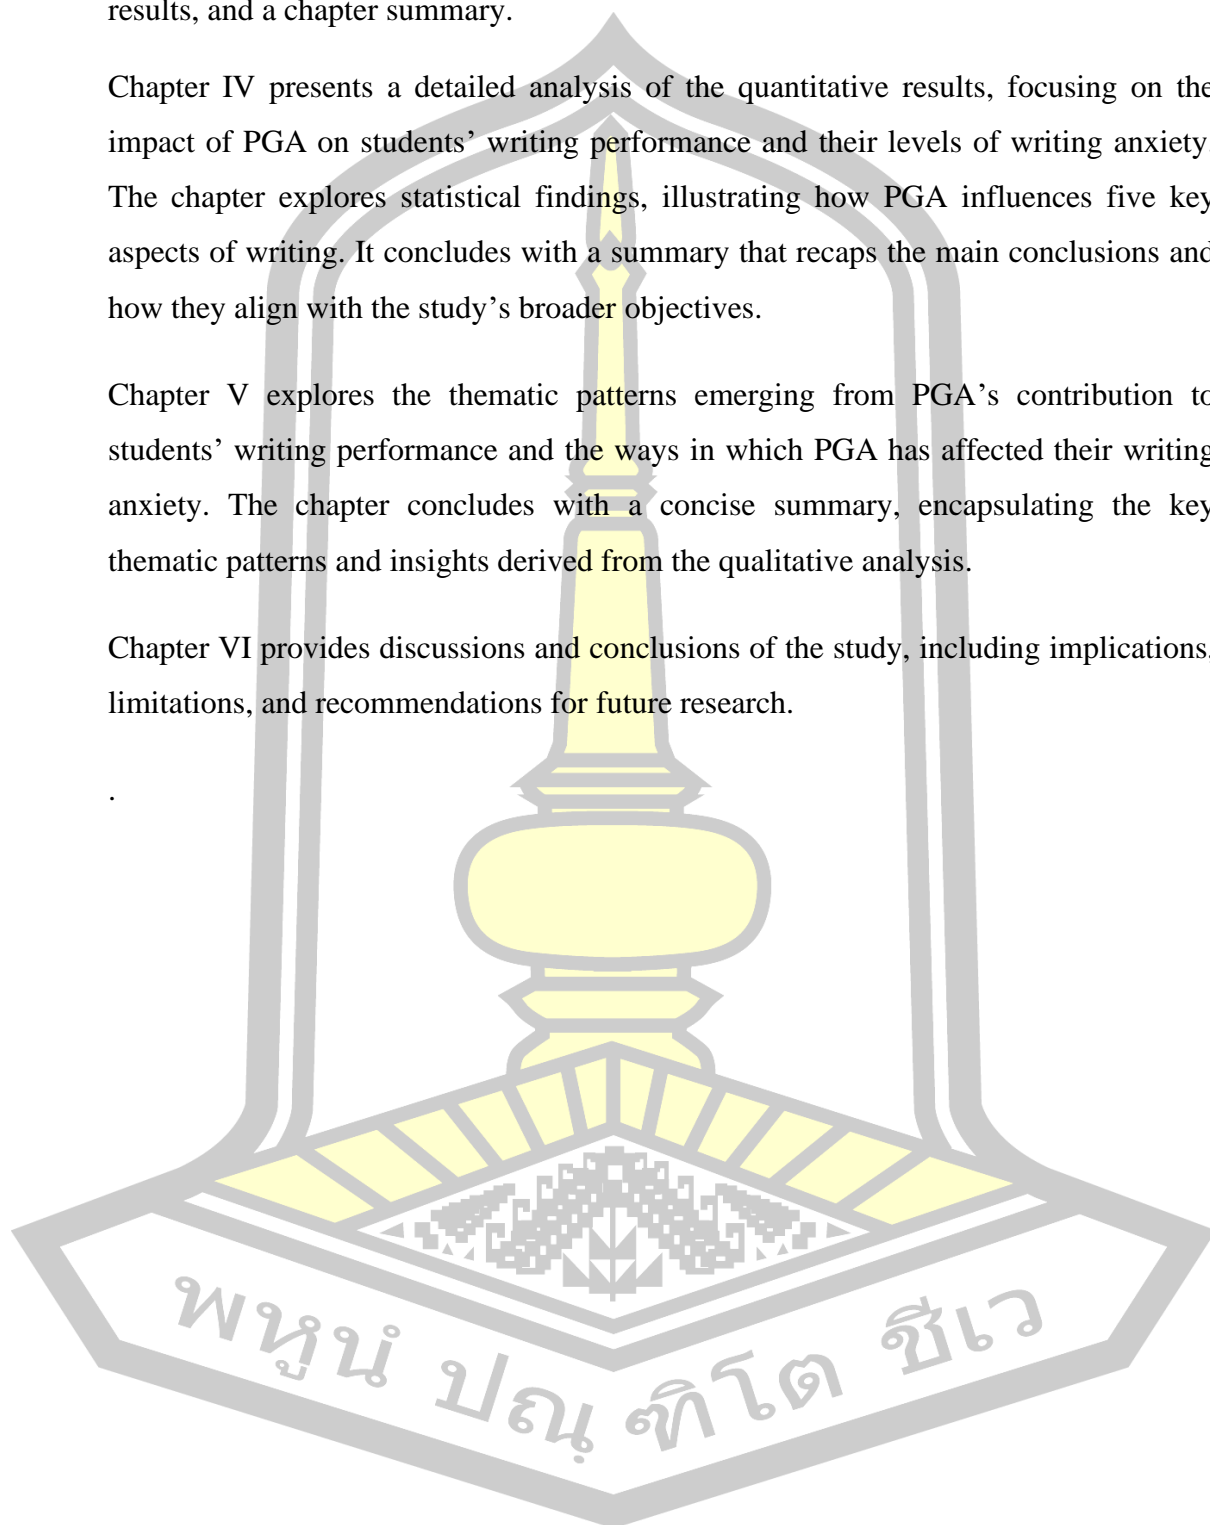 results, and a chapter summary.
Chapter IV presents a detailed analysis of the quantitative results, focusing on the
impact of PGA on students’ writing performance and their levels of writing anxiety.
The chapter explores statistical findings, illustrating how PGA influences five key
aspects of writing. It concludes with a summary that recaps the main conclusions and
how they align with the study’s broader objectives.
Chapter V explores the thematic patterns emerging from PGA’s contribution to
students’ writing performance and the ways in which PGA has affected their writing
anxiety. The chapter concludes with a concise summary, encapsulating the key
thematic patterns and insights derived from the qualitative analysis.
Chapter VI provides discussions and conclusions of the study, including implications,
limitations, and recommendations for future research.
.
พหูนํ ปณฺ ฑิโต ชีเว